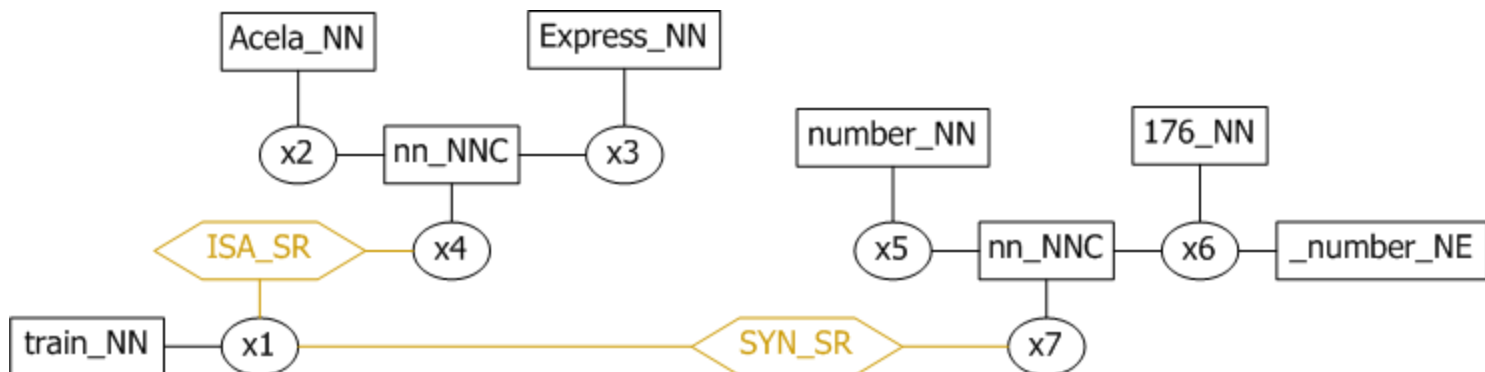 Acela_NN Express_NN
number_NN 176_NN
x2 nn_NNC x3
ISA_SR x4 x5 nn_NNC x6 _number_NE
train_NN x1 SYN_SR x7